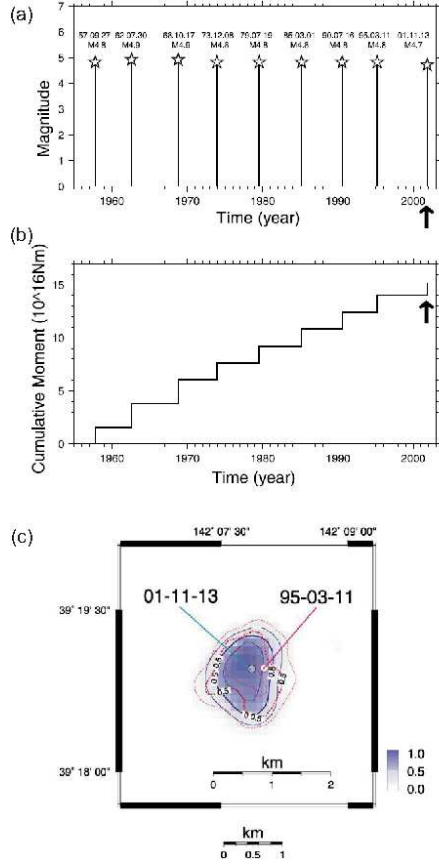 (a)
57.09.27 62.07.30 68.10.17 73.12.08 79.07.19 85.03.01 90.07.16 95.03.11 01.11.13
M4.8 M4.9 M4.9 M4.8 M4.8 M4.8 M4.8 M4.8 M4.7
7
6
5
4
3
2
1
0
Magnitude
1960 1970 1980 1990 2000
Time (year)
(b)
15
10
5
0
Cumulative Moment (10^16Nm)
1960 1970 1980 1990 2000
Time (year)
(c)
142° 07' 30" 142° 09' 00"
01-11-13 95-03-11
39° 19' 30"
0.5
39° 18' 00"
km
0 1 2
1.0
0.5
0.0
km
0 0.5 1